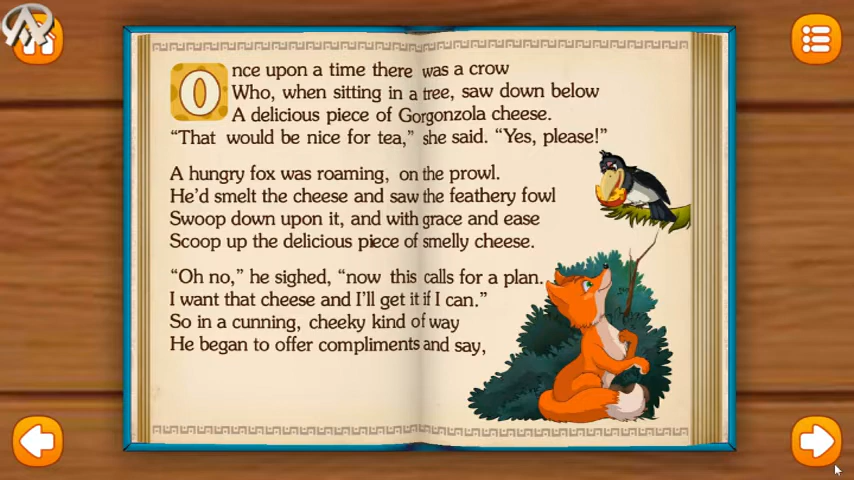 Once upon a time there was a crow
Who, when sitting in a tree, saw down below
A delicious piece of Gorgonzola cheese.
“That would be nice for tea,” she said. “Yes, please!”
A hungry fox was roaming, on the prowl.
He’d smelt the cheese and saw the feathery fowl
Swoop down upon it, and with grace and ease
Scoop up the delicious piece of smelly cheese.
“Oh no,” he sighed, “now this calls for a plan.
I want that cheese and I’ll get it if I can.”
So in a cunning, cheeky kind of way
He began to offer compliments and say,